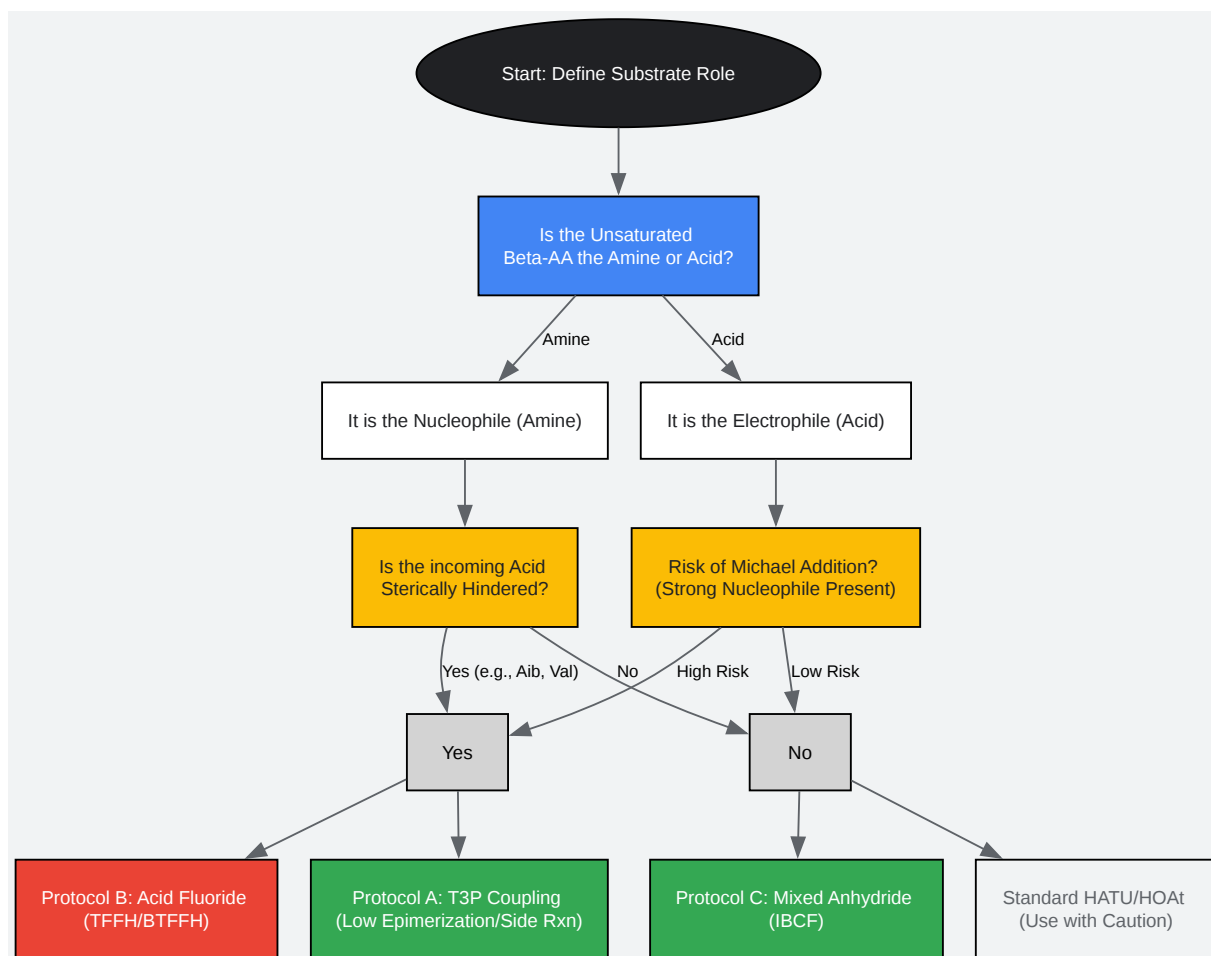 Start: Define Substrate Role
Is the Unsaturated
Beta-AA the Amine or Acid?
Amine
Acid
It is the Nucleophile (Amine)
It is the Electrophile (Acid)
Is the incoming Acid
Sterically Hindered?
Risk of Michael Addition?
(Strong Nucleophile Present)
Yes (e.g., Aib, Val)
No
High Risk
Low Risk
Yes
No
Protocol B: Acid Fluoride
(TFFH/BTFFH)
Protocol A: T3P Coupling
(Low Epimerization/Side Rxn)
Protocol C: Mixed Anhydride
(IBCF)
Standard HATU/HOAt
(Use with Caution)